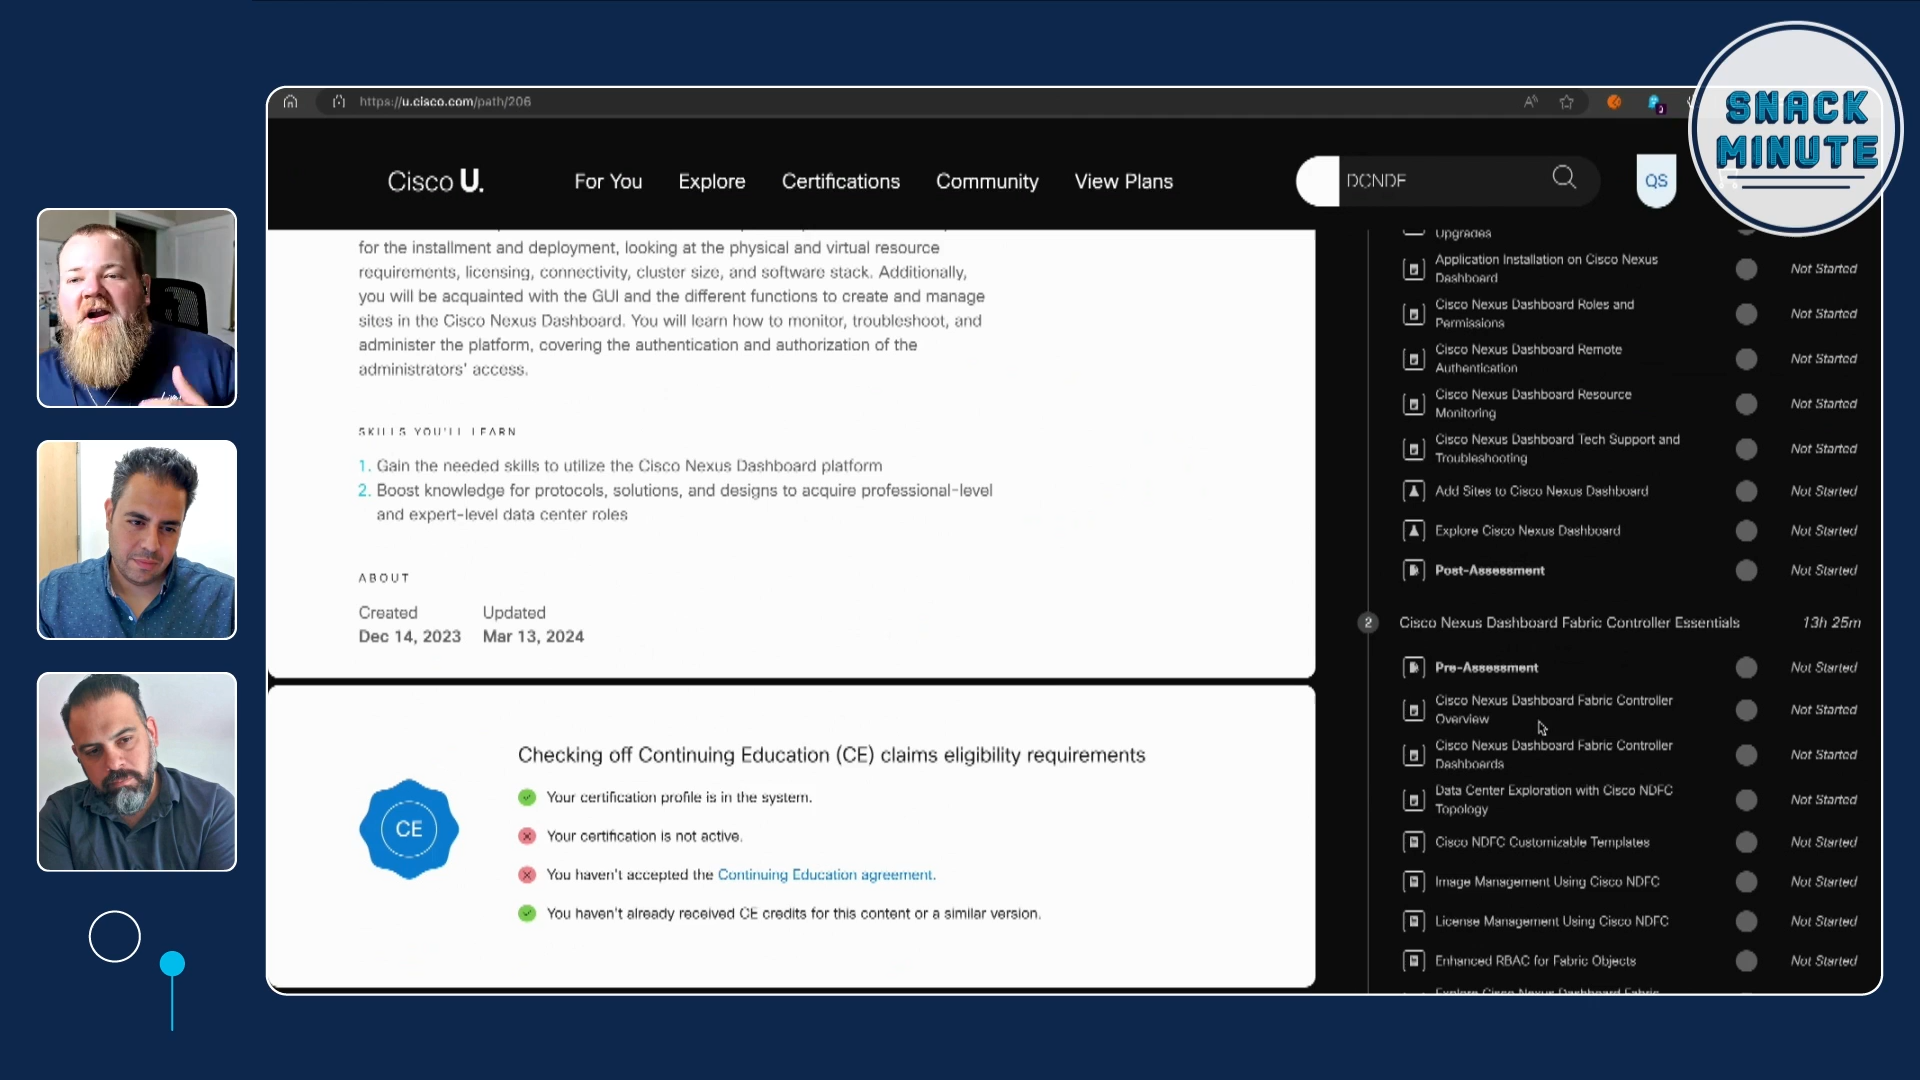 https://u.cisco.com/path/206
SNACK
MINUTE
Cisco U.
For You
Explore
Certifications
Community
View Plans
DCNDF
QS
for the installment and deployment, looking at the physical and virtual resource
requirements, licensing, connectivity, cluster size, and software stack. Additionally,
you will be acquainted with the GUI and the different functions to create and manage
sites in the Cisco Nexus Dashboard. You will learn how to monitor, troubleshoot, and
administer the platform, covering the authentication and authorization of the
administrators' access.
SKILLS YOU'LL LEARN
1. Gain the needed skills to utilize the Cisco Nexus Dashboard platform
2. Boost knowledge for protocols, solutions, and designs to acquire professional-level
and expert-level data center roles
ABOUT
Created
Updated
Dec 14, 2023
Mar 13, 2024
Checking off Continuing Education (CE) claims eligibility requirements
CE
Your certification profile is in the system.
Your certification is not active.
You haven't accepted the Continuing Education agreement.
You haven't already received CE credits for this content or a similar version.
Upgrades
Application Installation on Cisco Nexus
Dashboard
Not Started
Cisco Nexus Dashboard Roles and
Permissions
Not Started
Cisco Nexus Dashboard Remote
Authentication
Not Started
Cisco Nexus Dashboard Resource
Monitoring
Not Started
Cisco Nexus Dashboard Tech Support and
Troubleshooting
Not Started
Add Sites to Cisco Nexus Dashboard
Not Started
Explore Cisco Nexus Dashboard
Not Started
Post-Assessment
Not Started
2
Cisco Nexus Dashboard Fabric Controller Essentials
13h 25m
Pre-Assessment
Not Started
Cisco Nexus Dashboard Fabric Controller
Overview
Not Started
Cisco Nexus Dashboard Fabric Controller
Dashboards
Not Started
Data Center Exploration with Cisco NDFC
Topology
Not Started
Cisco NDFC Customizable Templates
Not Started
Image Management Using Cisco NDFC
Not Started
License Management Using Cisco NDFC
Not Started
Enhanced RBAC for Fabric Objects
Not Started
Explore Cisco Nexus Dashboard Fabric